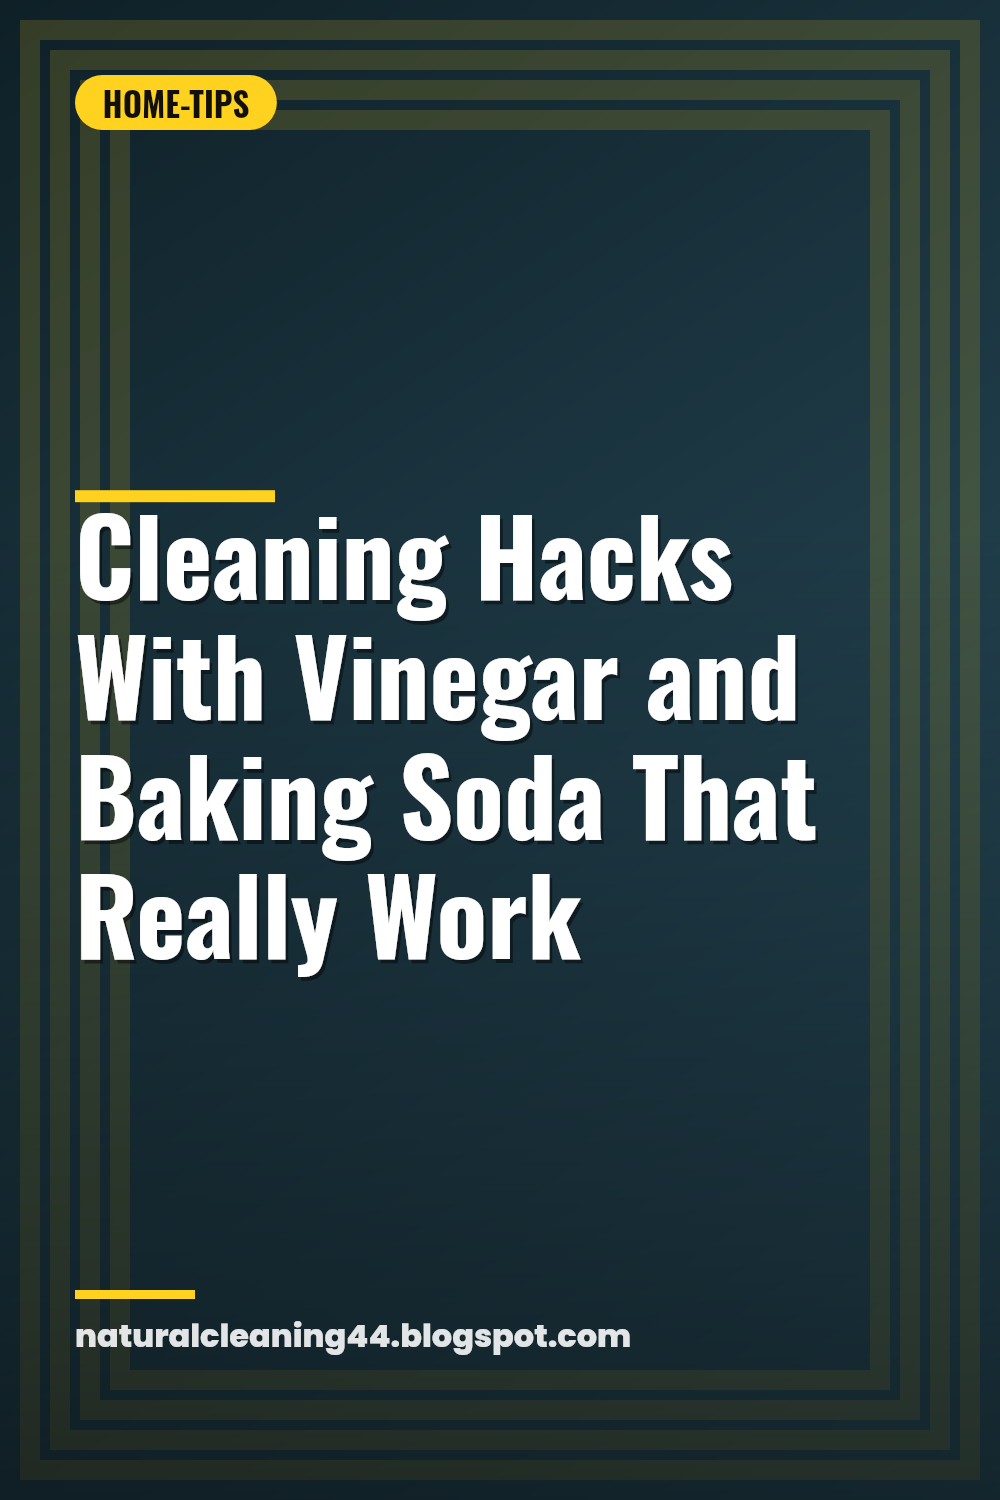 HOME-TIPS
Cleaning Hacks
With Vinegar and
Baking Soda That
Really Work
naturalcleaning44.blogspot.com